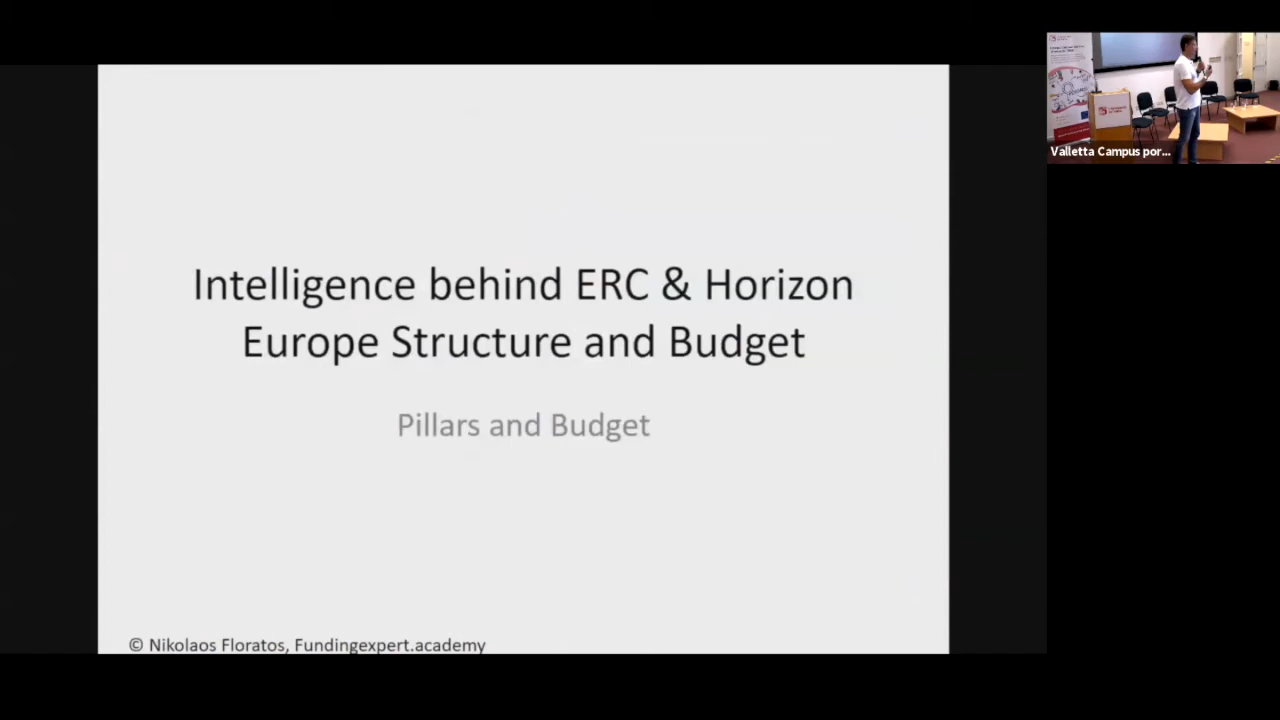 Intelligence behind ERC & Horizon
Europe Structure and Budget
Pillars and Budget
© Nikolaos Floratos, Fundingexpert.academy
Valletta Campus por...